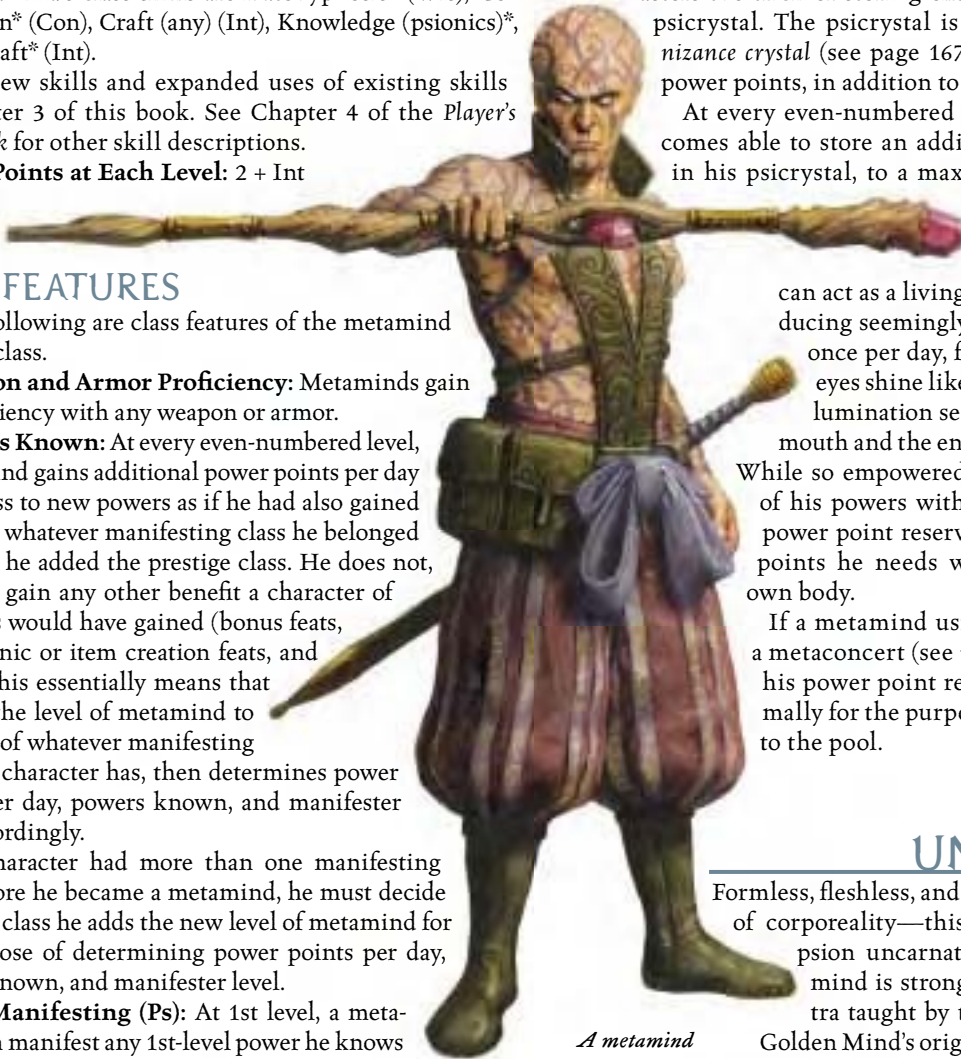 n* (Con), Craft (any) (Int), Knowledge (psionics)*,
aft* (Int).
ew skills and expanded uses of existing skills
ter 3 of this book. See Chapter 4 of the Player's
k for other skill descriptions.
Points at Each Level: 2 + Int
FEATURES
ollowing are class features of the metamind
class.
on and Armor Proficiency: Metaminds gain
iency with any weapon or armor.
s Known: At every even-numbered level,
nd gains additional power points per day
ss to new powers as if he had also gained
whatever manifesting class he belonged
he added the prestige class. He does not,
gain any other benefit a character of
s would have gained (bonus feats,
nic or item creation feats, and
his essentially means that
he level of metamind to
of whatever manifesting
character has, then determines power
er day, powers known, and manifester
ordingly.
haracter had more than one manifesting
ore he became a metamind, he must decide
class he adds the new level of metamind for
ose of determining power points per day,
nown, and manifester level.
Manifesting (Ps): At 1st level, a meta-
n manifest any 1st-level power he knows
psicrystal. The psicrystal is
nizance crystal (see page 167
power points, in addition to
At every even-numbered
comes able to store an addi
in his psicrystal, to a max
can act as a living
ducing seemingly
once per day, f
eyes shine like
lumination se
mouth and the en
While so empowered
of his powers with
power point reserv
points he needs w
own body.
If a metamind us
a metaconcert (see
his power point re
mally for the purpo
to the pool.
UN
Formless, fleshless, and
of corporeality—this
psion uncarnat
mind is strong
tra taught by t
Golden Mind's orig
A metamind